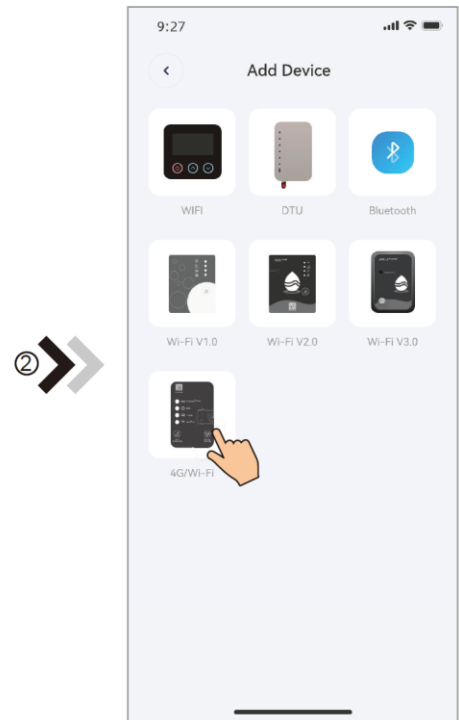 9:27
Add Device
WIFI
DTU
Bluetooth
Wi-Fi V1.0
Wi-Fi V2.0
Wi-Fi V3.0
②
4G/Wi-Fi